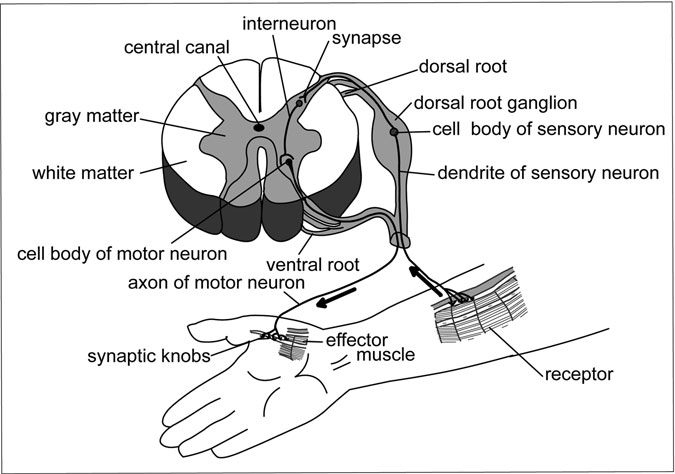 interneuron
synapse
central canal
dorsal root
gray matter
dorsal root ganglion
cell body of sensory neuron
white matter
dendrite of sensory neuron
cell body of motor neuron
ventral root
axon of motor neuron
synaptic knobs
effector
muscle
receptor